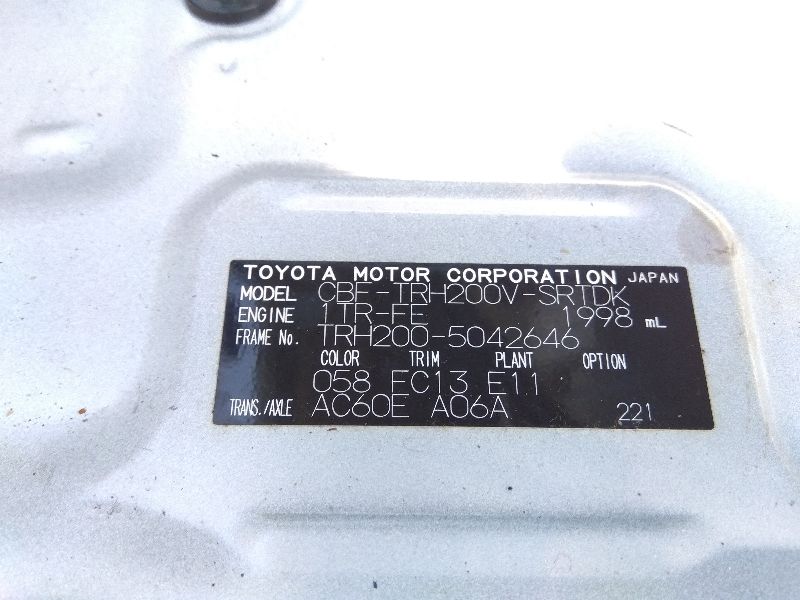 TOYOTA MOTOR CORPORATION JAPAN
MODEL CBF-TRH200V-SRTDK
ENGINE 1TR-FE 1998 mL
FRAME No. TRH200-5042646
COLOR TRIM PLANT OPTION
058 FC13 E11
TRANS./AXLE AC60E A06A 221